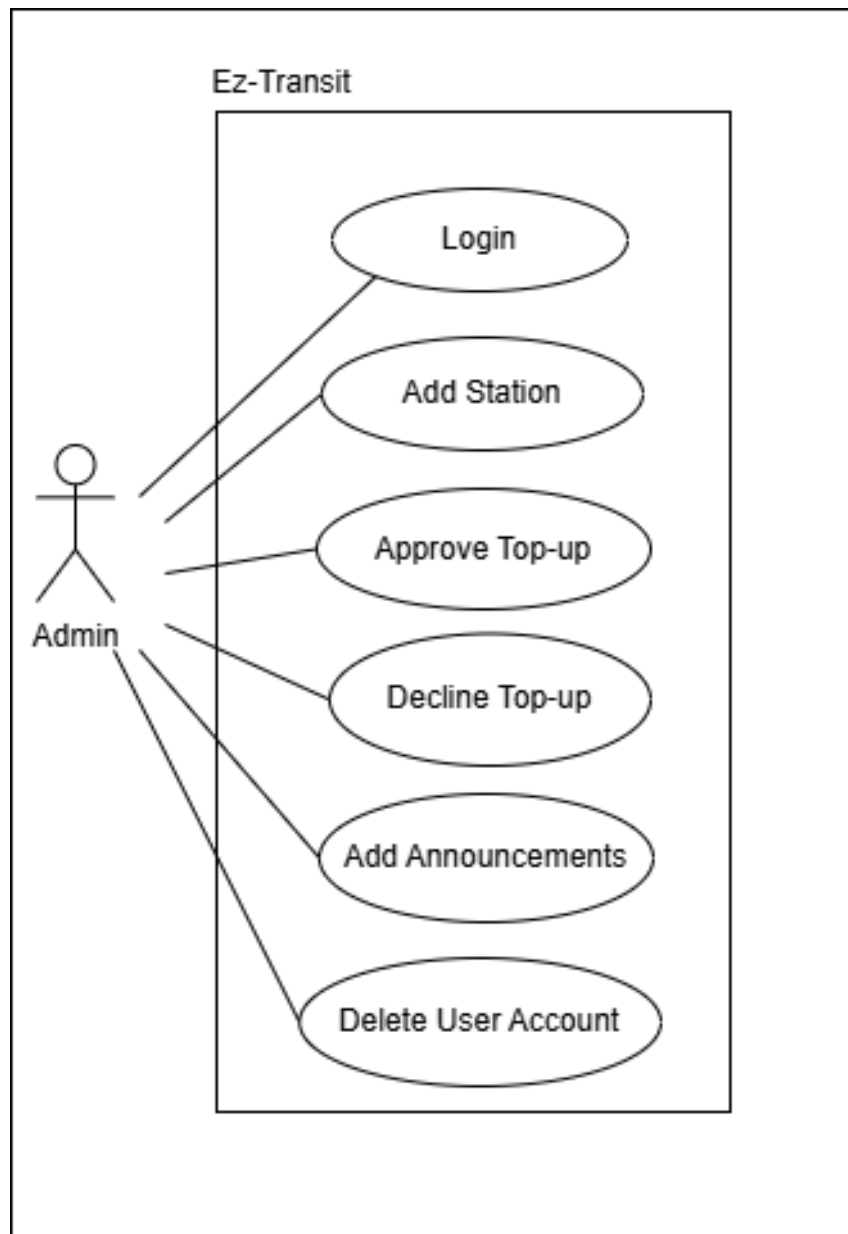 Ez-Transit
Login
Add Station
Approve Top-up
Admin
Decline Top-up
Add Announcements
Delete User Account